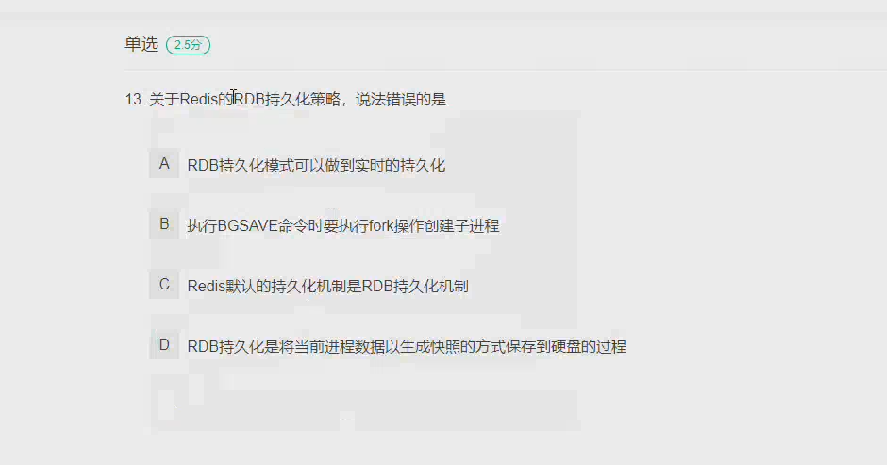 单选 2.5分
13 关于Redis的RDB持久化策略，说法错误的是
A RDB持久化模式可以做到实时的持久化
B 执行BGSAVE命令时要执行fork操作创建子进程
C Redis默认的持久化机制是RDB持久化机制
D RDB持久化是将当前进程数据以生成快照的方式保存到硬盘的过程